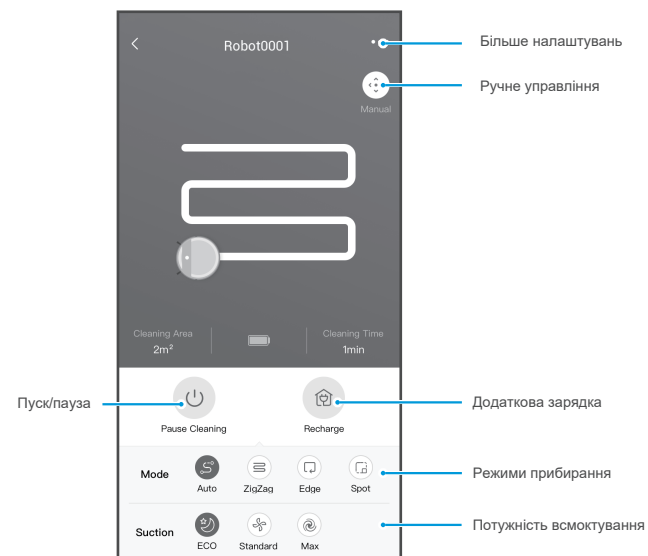 Robot0001
Більше налаштувань
Ручне управління
Manual
Cleaning Area
2m²
Cleaning Time
1min
Пуск/пауза
Pause Cleaning
Recharge
Додаткова зарядка
Mode
Auto
ZigZag
Edge
Spot
Режими прибирання
Suction
ECO
Standard
Max
Потужність всмоктування